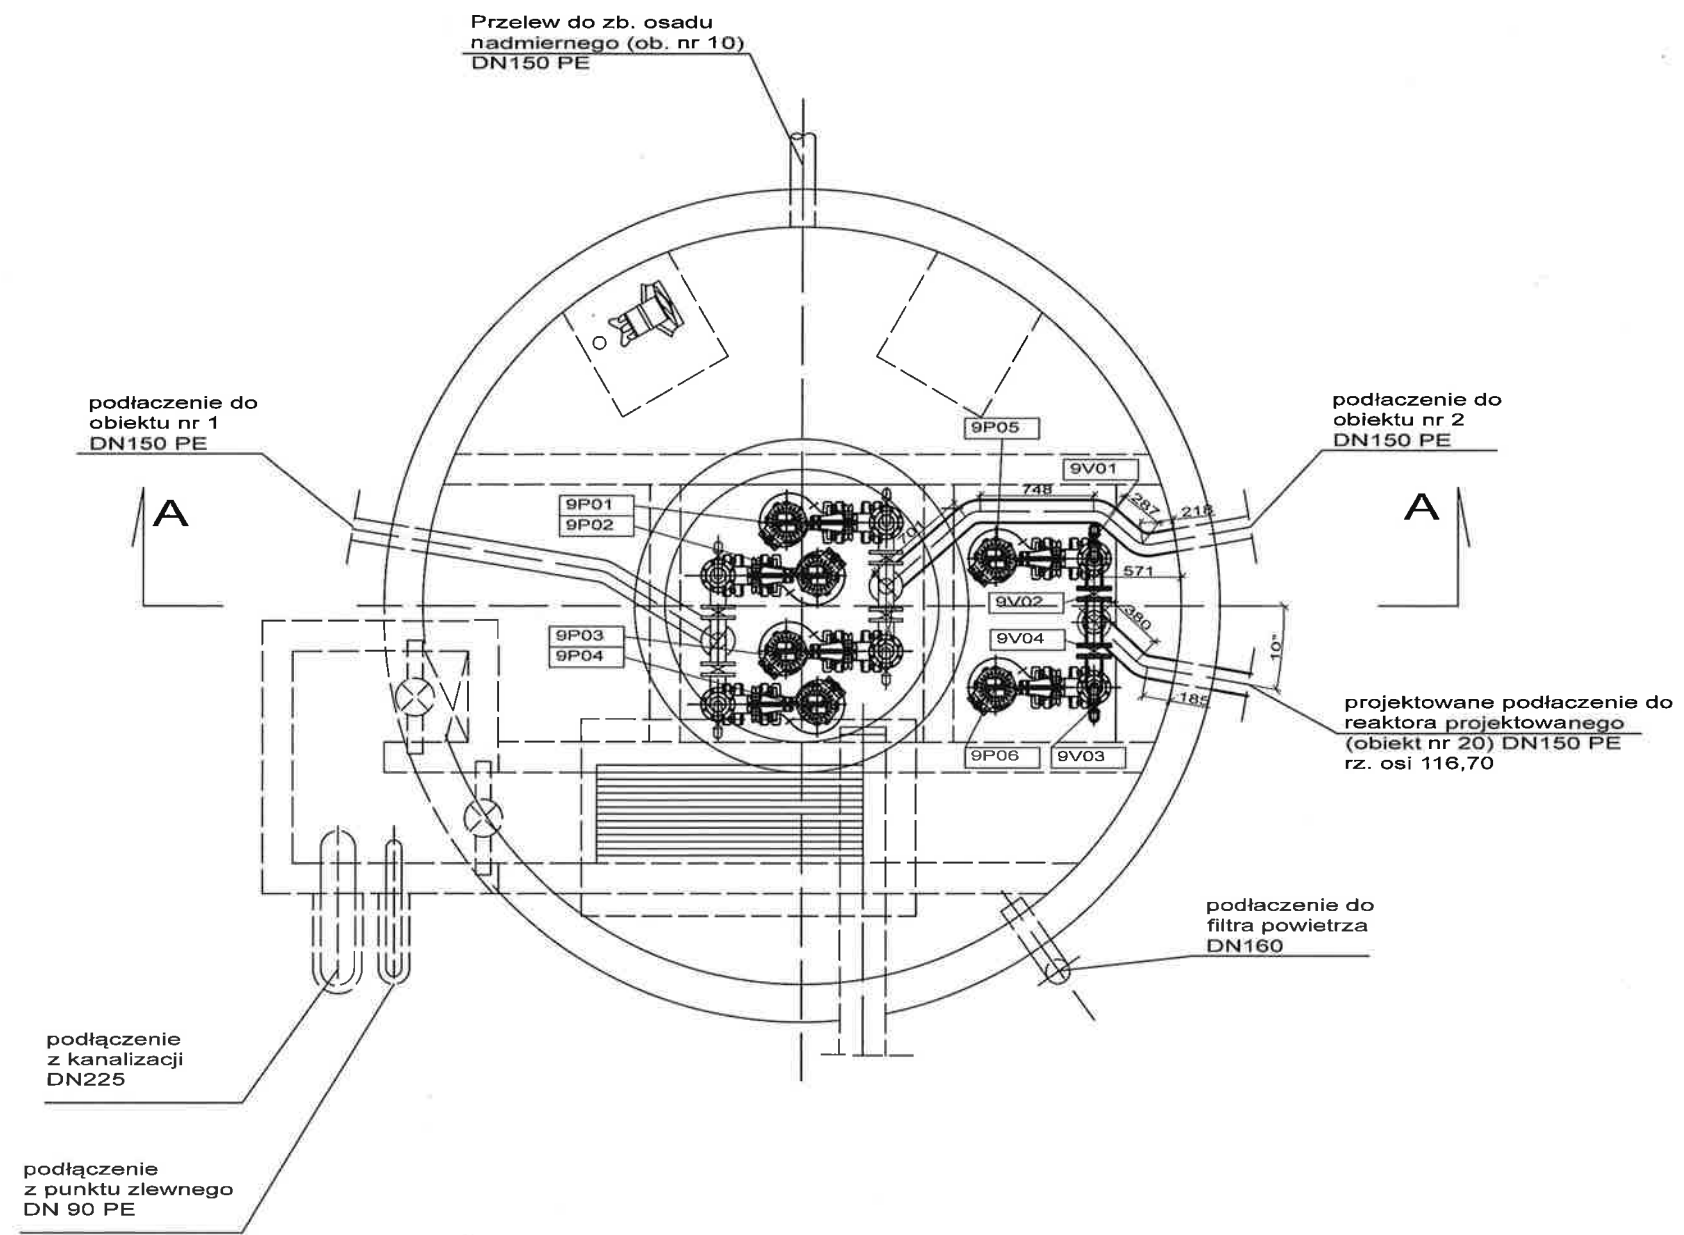 Przelew do zb. osadu
nadmiernego (ob. nr 10)
DN150 PE
podłaczenie do
obiektu nr 1
DN150 PE
podłaczenie do
obiektu nr 2
DN150 PE
A
A
9P05
9V01
9P01
9P02
748
287
218
701
571
9V02
380
9V04
10°
9P03
9P04
185
9P06
9V03
projektowane podłaczenie do
reaktora projektowanego
(obiekt nr 20) DN150 PE
rz. osi 116,70
podłaczenie do
filtra powietrza
DN160
podłączenie
z kanalizacji
DN225
podłączenie
z punktu zlewnego
DN 90 PE